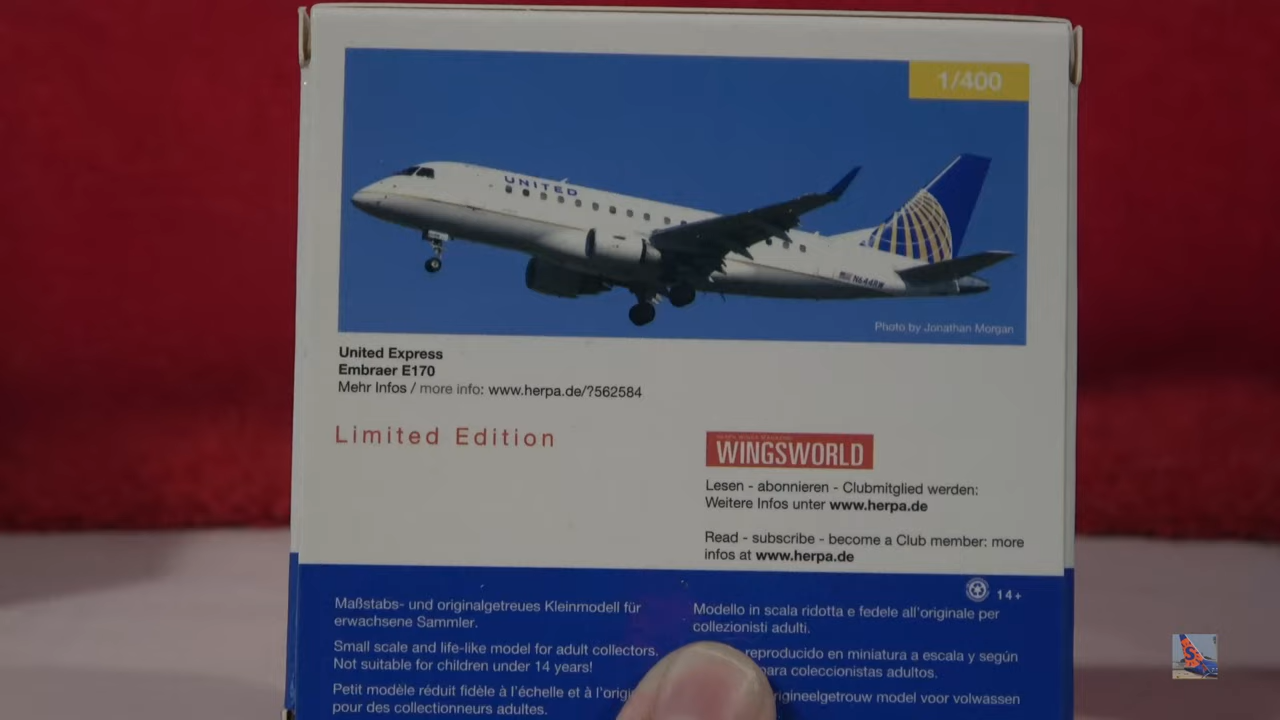 1/400
UNITED
N644RW
Photo by Jonathan Morgan
United Express
Embraer E170
Mehr Infos / more info: www.herpa.de/?562584
Limited Edition
WINGSWORLD
Lesen - abonnieren - Clubmitglied werden:
Weitere Infos unter www.herpa.de
Read - subscribe - become a Club member: more
infos at www.herpa.de
14+
Maßstabs- und originalgetreues Kleinmodell für
erwachsene Sammler.
Small scale and life-like model for adult collectors.
Not suitable for children under 14 years!
Petit modèle réduit fidèle à l'échelle et à l'origi
pour des collectionneurs adultes.
Modello in scala ridotta e fedele all'originale per
collezionisti adulti.
reproducido en miniatura a escala y según
para coleccionistas adultos.
rigineelgetrouw model voor volwassen